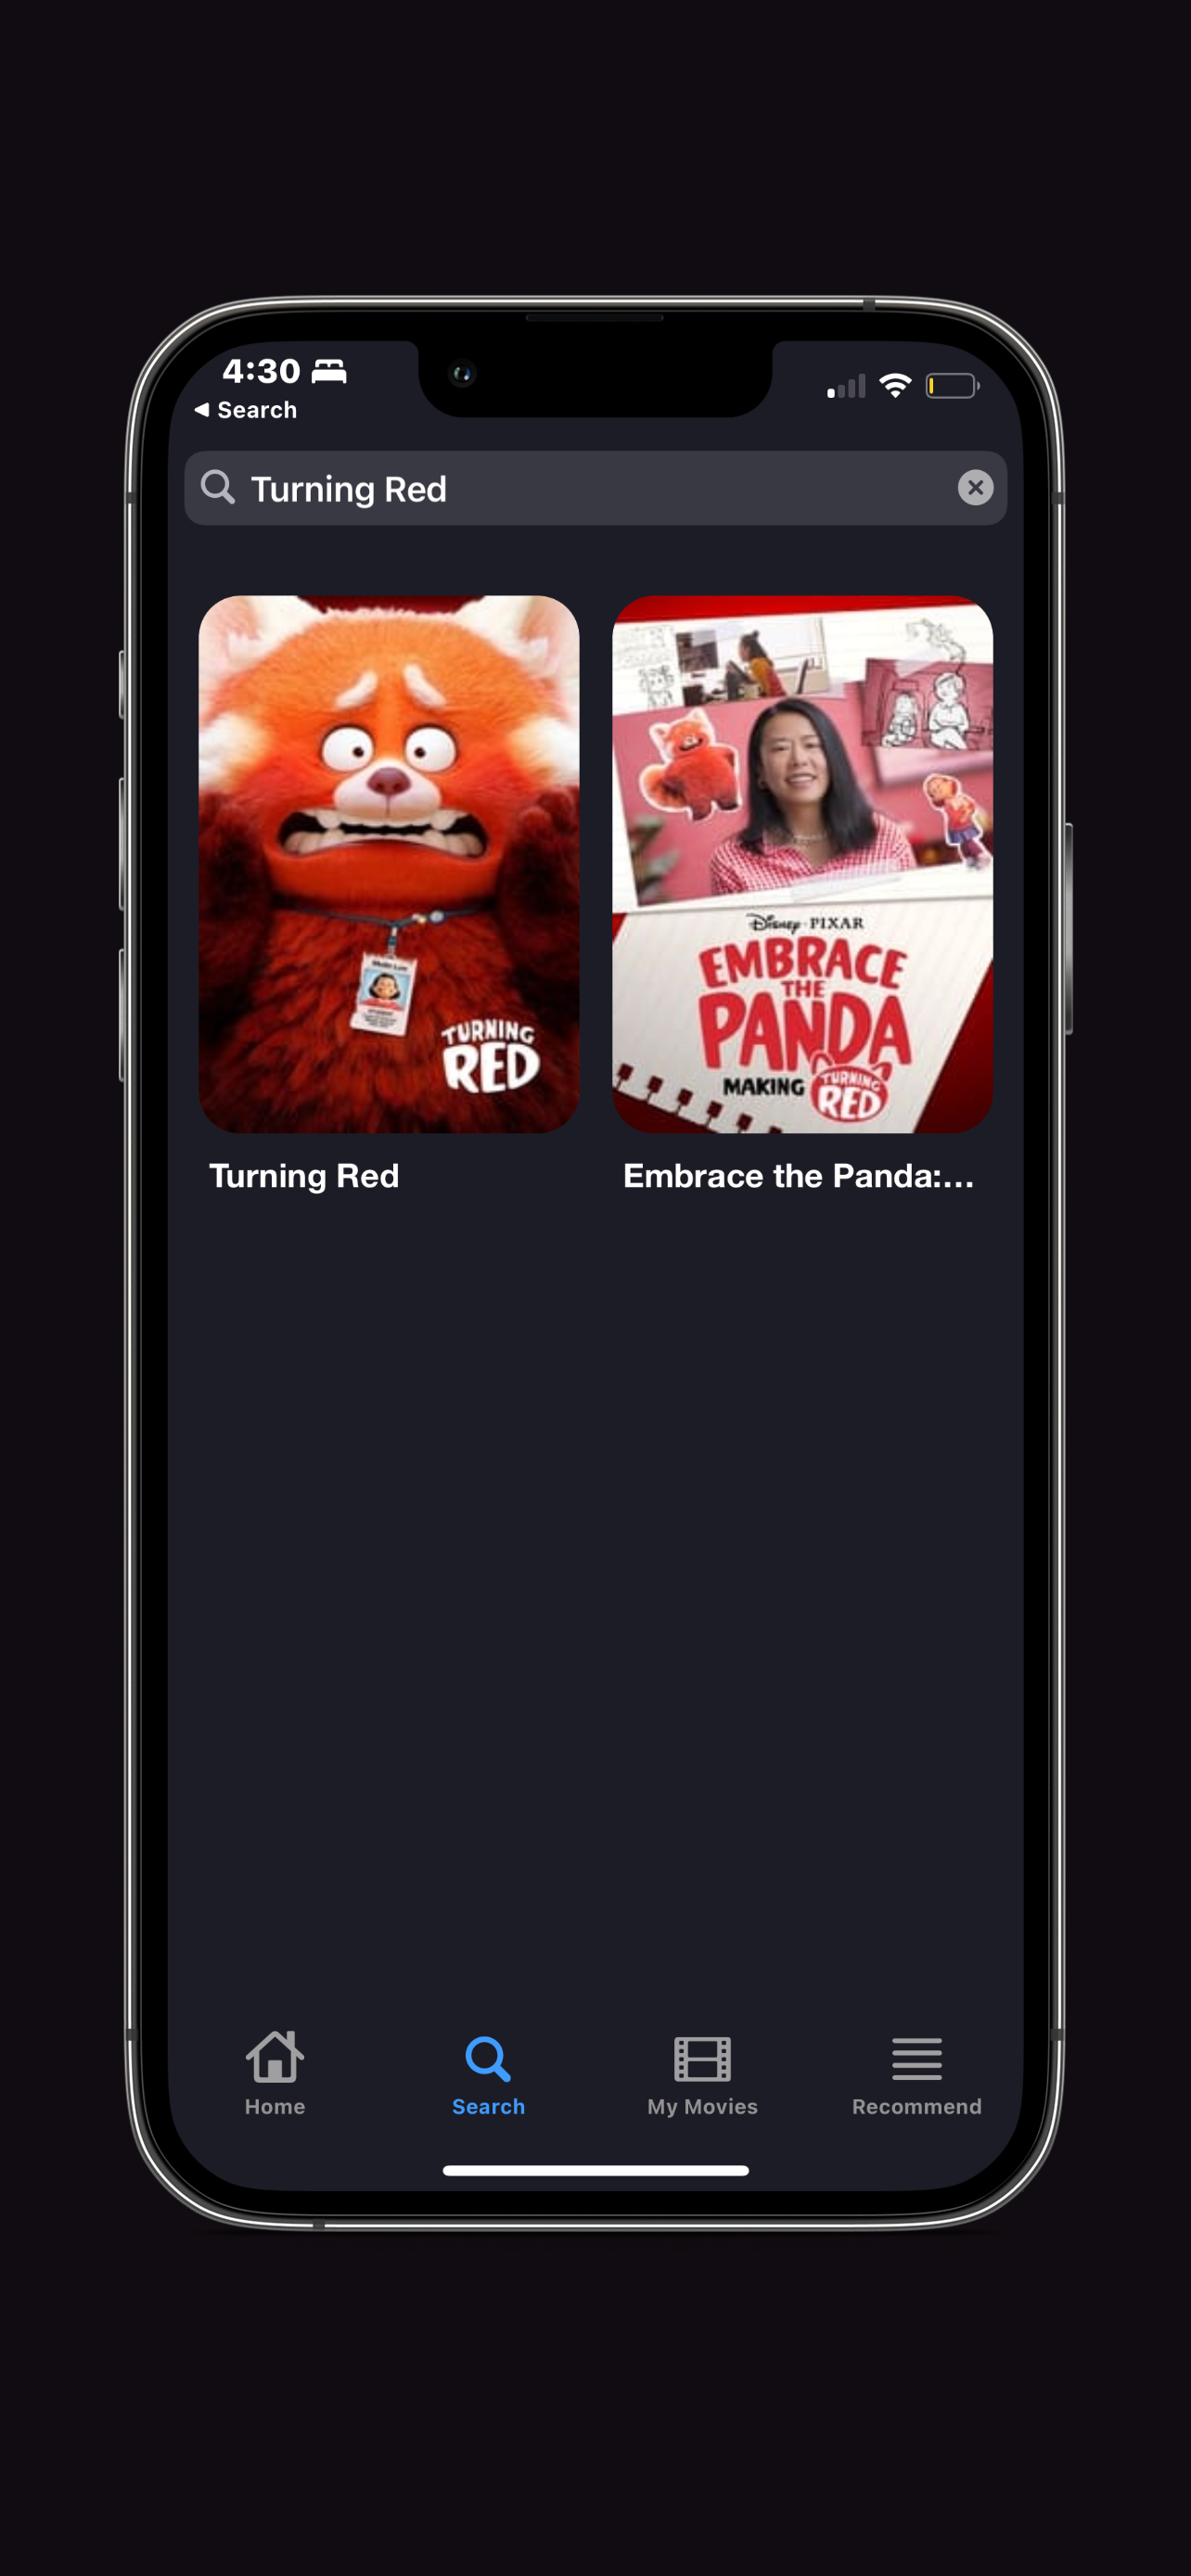 4:30
Search
Turning Red
TURNING
RED
Disney · PIXAR
EMBRACE
THE
PANDA
MAKING TURNING
RED
Turning Red
Embrace the Panda:...
Home
Search
My Movies
Recommend